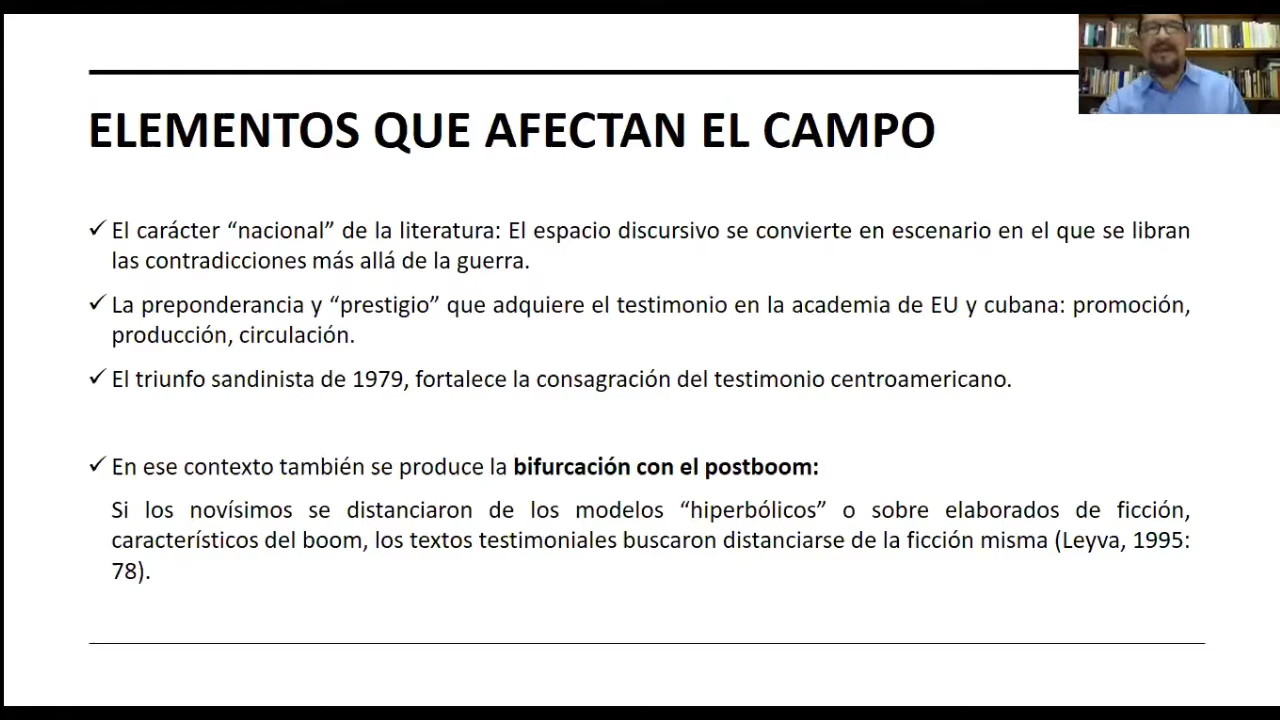 ELEMENTOS QUE AFECTAN EL CAMPO
✓ El carácter “nacional” de la literatura: El espacio discursivo se convierte en escenario en el que se libran
las contradicciones más allá de la guerra.
✓ La preponderancia y “prestigio” que adquiere el testimonio en la academia de EU y cubana: promoción,
producción, circulación.
✓ El triunfo sandinista de 1979, fortalece la consagración del testimonio centroamericano.
✓ En ese contexto también se produce la bifurcación con el postboom:
Si los novísimos se distanciaron de los modelos “hiperbólicos” o sobre elaborados de ficción,
característicos del boom, los textos testimoniales buscaron distanciarse de la ficción misma (Leyva, 1995:
78).